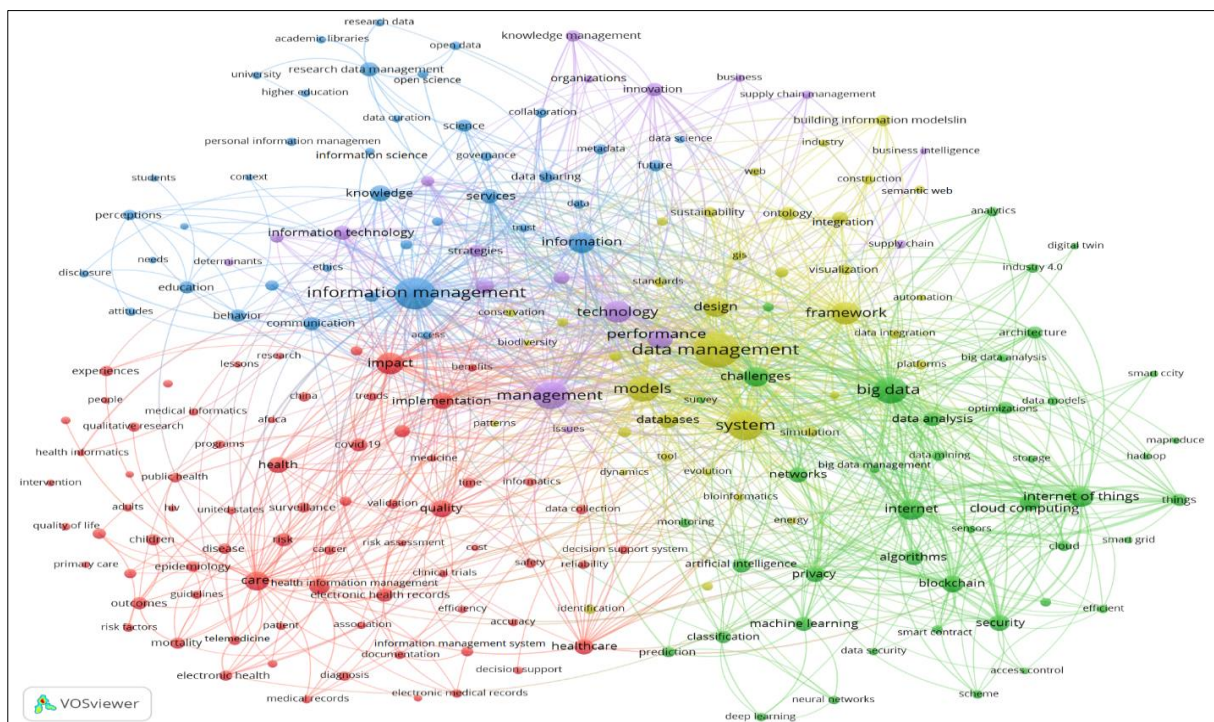 research data
academic libraries
open data
knowledge management
university
research data management
open science
organizations
innovation
business
higher education
supply chain management
data curation
collaboration
building information modelslin
science
personal information managemen
data science
industry
information science
governance
metadata
business intelligence
students
context
data sharing
future
web
construction
knowledge
services
semantic web
perceptions
data
sustainability
ontology
integration
analytics
information technology
trust
information
strategies
supply chain
digital twin
determinants
gis
disclosure
needs
ethics
visualization
industry 4.0
education
information management
standards
attitudes
behavior
communication
conservation
technology
design
framework
automation
access
performance
data integration
architecture
biodiversity
data management
research
impact
benefits
big data analysis
experiences
lessons
challenges
platforms
smart ccity
people
china
trends
implementation
management
models
big data
medical informatics
afuca
survey
optimizations
data models
qualitative research
patterns
databases
data analysis
programs
covid 19
issues
system
simulation
mapreduce
health informatics
medicine
tool
data mining
hadoop
health
dynamics
evolution
networks
big data management
storage
intervention
public health
time
informatics
bioinformatics
internet of things
things
adults
hiv
united states
surveillance
validation
quality
data collection
internet
cloud computing
quality of life
monitoring
energy
sensors
children
disease
risk
cancer
risk assessment
cost
decision support system
cloud
smart grid
primary care
epidemiology
care
health information management
clinical trials
safety
reliability
artificial intelligence
privacy
algorithms
blockchain
outcomes
guidelines
electronic health records
efficiency
identification
efficient
risk factors
patient
association
accuracy
machine learning
security
mortality
telemedicine
information management system
healthcare
classification
smart contract
documentation
prediction
data security
electronic health
diagnosis
decision support
access control
medical records
electronic medical records
neural networks
scheme
deep learning
VOSviewer